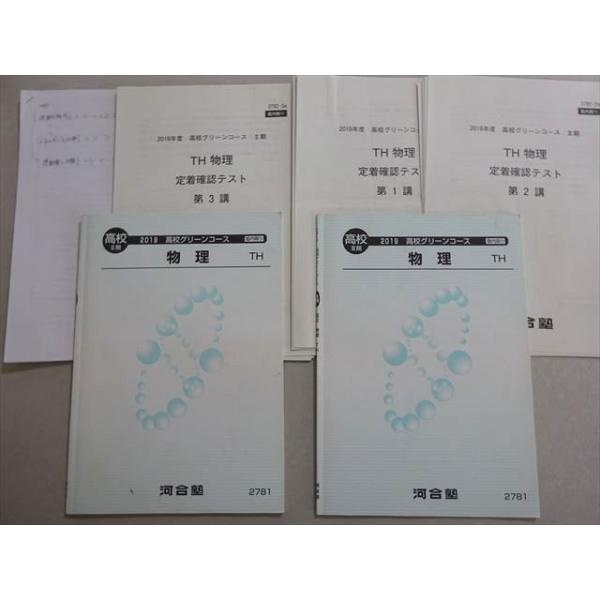 2019年度 高校グリーンコース Ⅱ期
TH 物理
定着確認テスト
第 3 講
2019年度 高校グリーンコース
TH 物理
定着確認テス
第 1 講
2019年度 高校グリーンコース Ⅱ期
TH 物理
定着確認テスト
第 2 講
河合塾
高校
2019 高校グリーンコース
物 理 TH
河合塾
2781
高校
2019 高校グリーンコース
物 理 TH
河合塾
2781